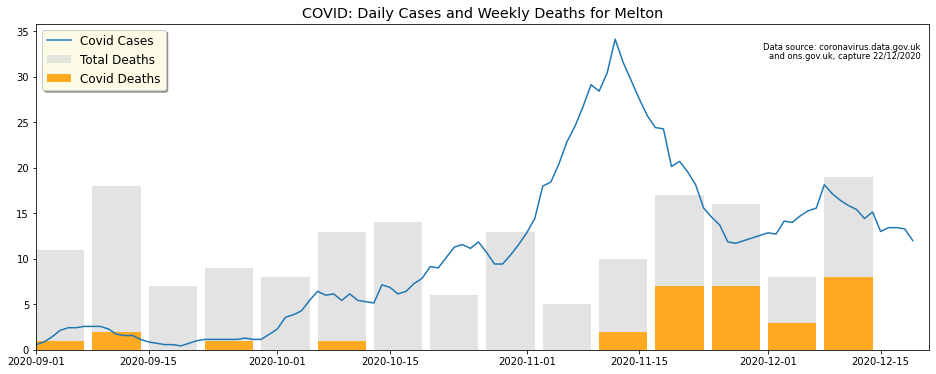 COVID: Daily Cases and Weekly Deaths for Melton
Covid Cases
Total Deaths
Covid Deaths
Data source: coronavirus.data.gov.uk
and ons.gov.uk, capture 22/12/2020
35
30
25
20
15
10
5
0
2020-09-01 2020-09-15 2020-10-01 2020-10-15 2020-11-01 2020-11-15 2020-12-01 2020-12-15